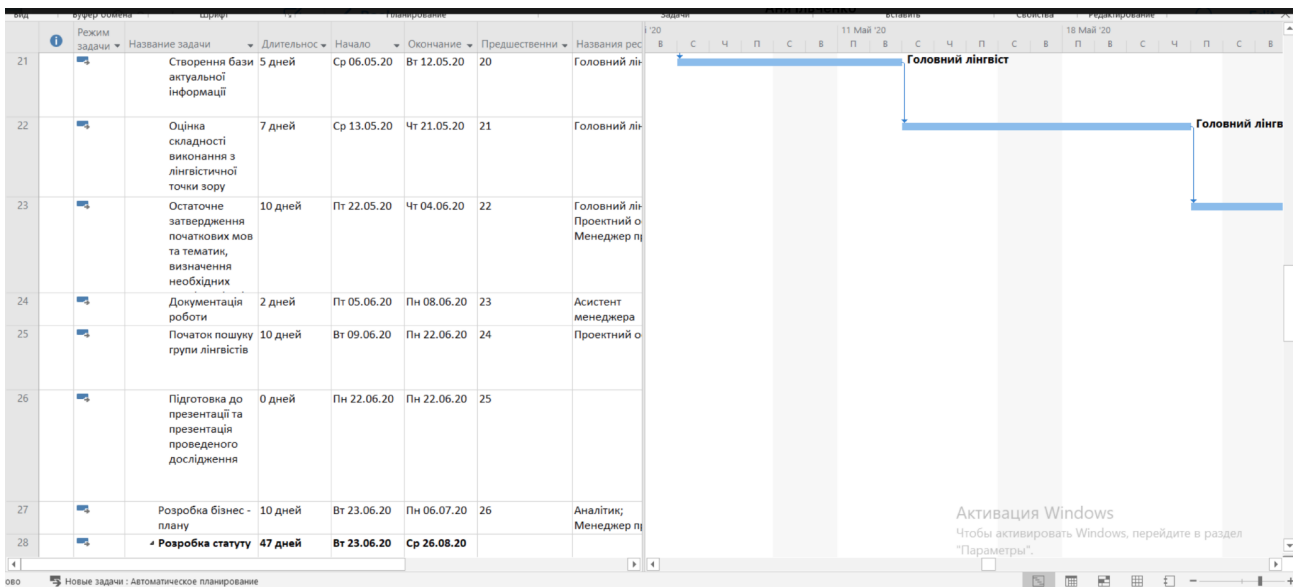 Вид Буфер обмена Шрифт Планирование Задачи Вставить Свойства Редактирование
Режим задачи Название задачи Длительнос Начало Окончание Предшественни Названия рес
'20 11 Май '20 18 Май '20
В С Ч П С В П В С Ч П С В П В С Ч П С В
21 Створення бази 5 дней Ср 06.05.20 Вт 12.05.20 20 Головний лін
актуальної
інформації
Головний лінгвіст
22 Оцінка 7 дней Ср 13.05.20 Чт 21.05.20 21 Головний лін
складності
виконання з
лінгвістичної
точки зору
Головний лінгв
23 Остаточне 10 дней Пт 22.05.20 Чт 04.06.20 22 Головний лін
затвердження Проектний о
початкових мов Менеджер пр
та тематик,
визначення
необхідних
24 Документація 2 дней Пт 05.06.20 Пн 08.06.20 23 Асистент
роботи менеджера
25 Початок пошуку 10 дней Вт 09.06.20 Пн 22.06.20 24 Проектний о
групи лінгвістів
26 Підготовка до 0 дней Пн 22.06.20 Пн 22.06.20 25
презентації та
презентація
проведеного
дослідження
27 Розробка бізнес - 10 дней Вт 23.06.20 Пн 06.07.20 26 Аналітик;
плану Менеджер пр
28 Розробка статуту 47 дней Вт 23.06.20 Ср 26.08.20
Активация Windows
Чтобы активировать Windows, перейдите в раздел
"Параметры".
ово Новые задачи : Автоматическое планирование